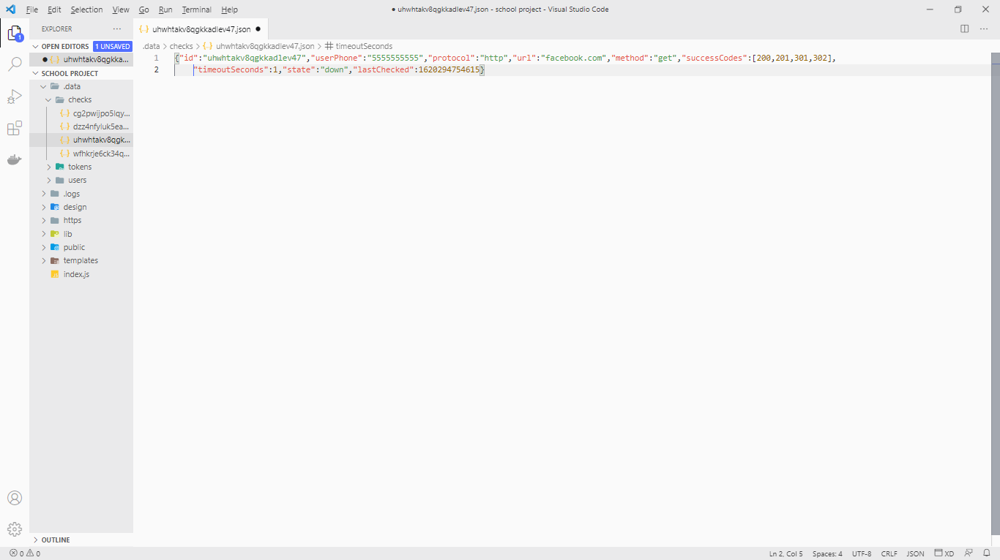 File Edit Selection View Go Run Terminal Help
● uhwhtakv8qgkkadlev47.json - school project - Visual Studio Code
EXPLORER ···
{..} uhwhtakv8qgkkadlev47.json ●
1
OPEN EDITORS 1 UNSAVED
● {..} uhwhtakv8qgkka...
SCHOOL PROJECT
.data
checks
{..} cg2pwijpo5lqy...
{..} dzz4nfyluk5ea...
{..} uhwhtakv8qgk...
{..} wfhkrje6ck34q...
tokens
users
.logs
design
https
lib
public
templates
index.js
OUTLINE
.data > checks > {..} uhwhtakv8qgkkadlev47.json > # timeoutSeconds
1 {"id":"uhwhtakv8qgkkadlev47","userPhone":"5555555555","protocol":"http","url":"facebook.com","method":"get","successCodes":[200,201,301,302],
2 "timeoutSeconds":1,"state":"down","lastChecked":1620294754615}
0 0
Ln 2, Col 5 Spaces: 4 UTF-8 CRLF JSON XD